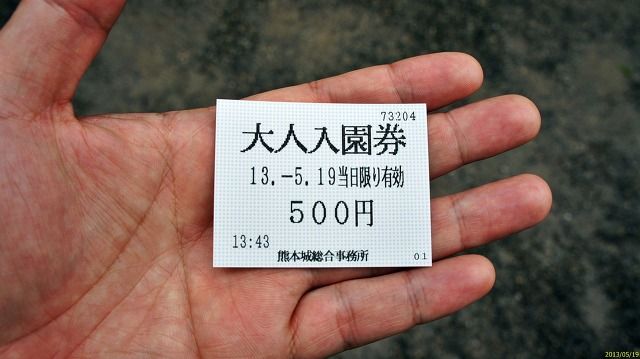 73204
大人入園券
13.-5.19当日限り有効
500円
13:43
熊本城総合事務所
01
2013/05/19